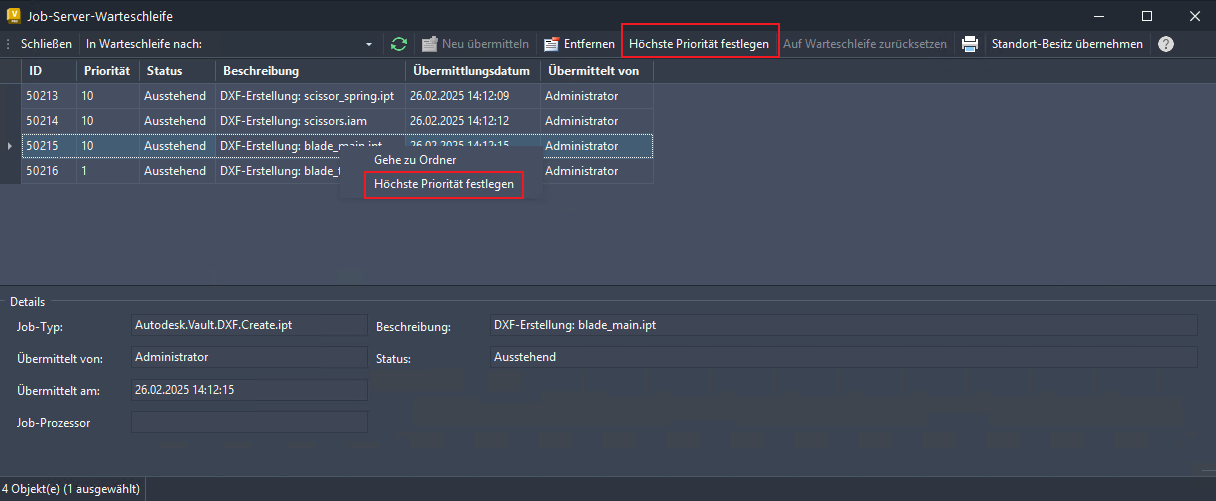 Job-Server-Warteschleife
Schließen In Warteschleife nach: Neu übermitteln Entfernen Höchste Priorität festlegen Auf Warteschleife zurücksetzen Standort-Besitz übernehmen
ID Priorität Status Beschreibung Übermittlungsdatum Übermittelt von
50213 10 Ausstehend DXF-Erstellung: scissor_spring.ipt 26.02.2025 14:12:09 Administrator
50214 10 Ausstehend DXF-Erstellung: scissors.iam 26.02.2025 14:12:12 Administrator
50215 10 Ausstehend DXF-Erstellung: blade_main.ipt 26.02.2025 14:12:15 Administrator
Gehe zu Ordner
50216 1 Ausstehend DXF-Erstellung: Administrator
Höchste Priorität festlegen
Details
Job-Typ: Autodesk.Vault.DXF.Create.ipt Beschreibung: DXF-Erstellung: blade_main.ipt
Übermittelt von: Administrator Status: Ausstehend
Übermittelt am: 26.02.2025 14:12:15
Job-Prozessor
4 Objekt(e) (1 ausgewählt)